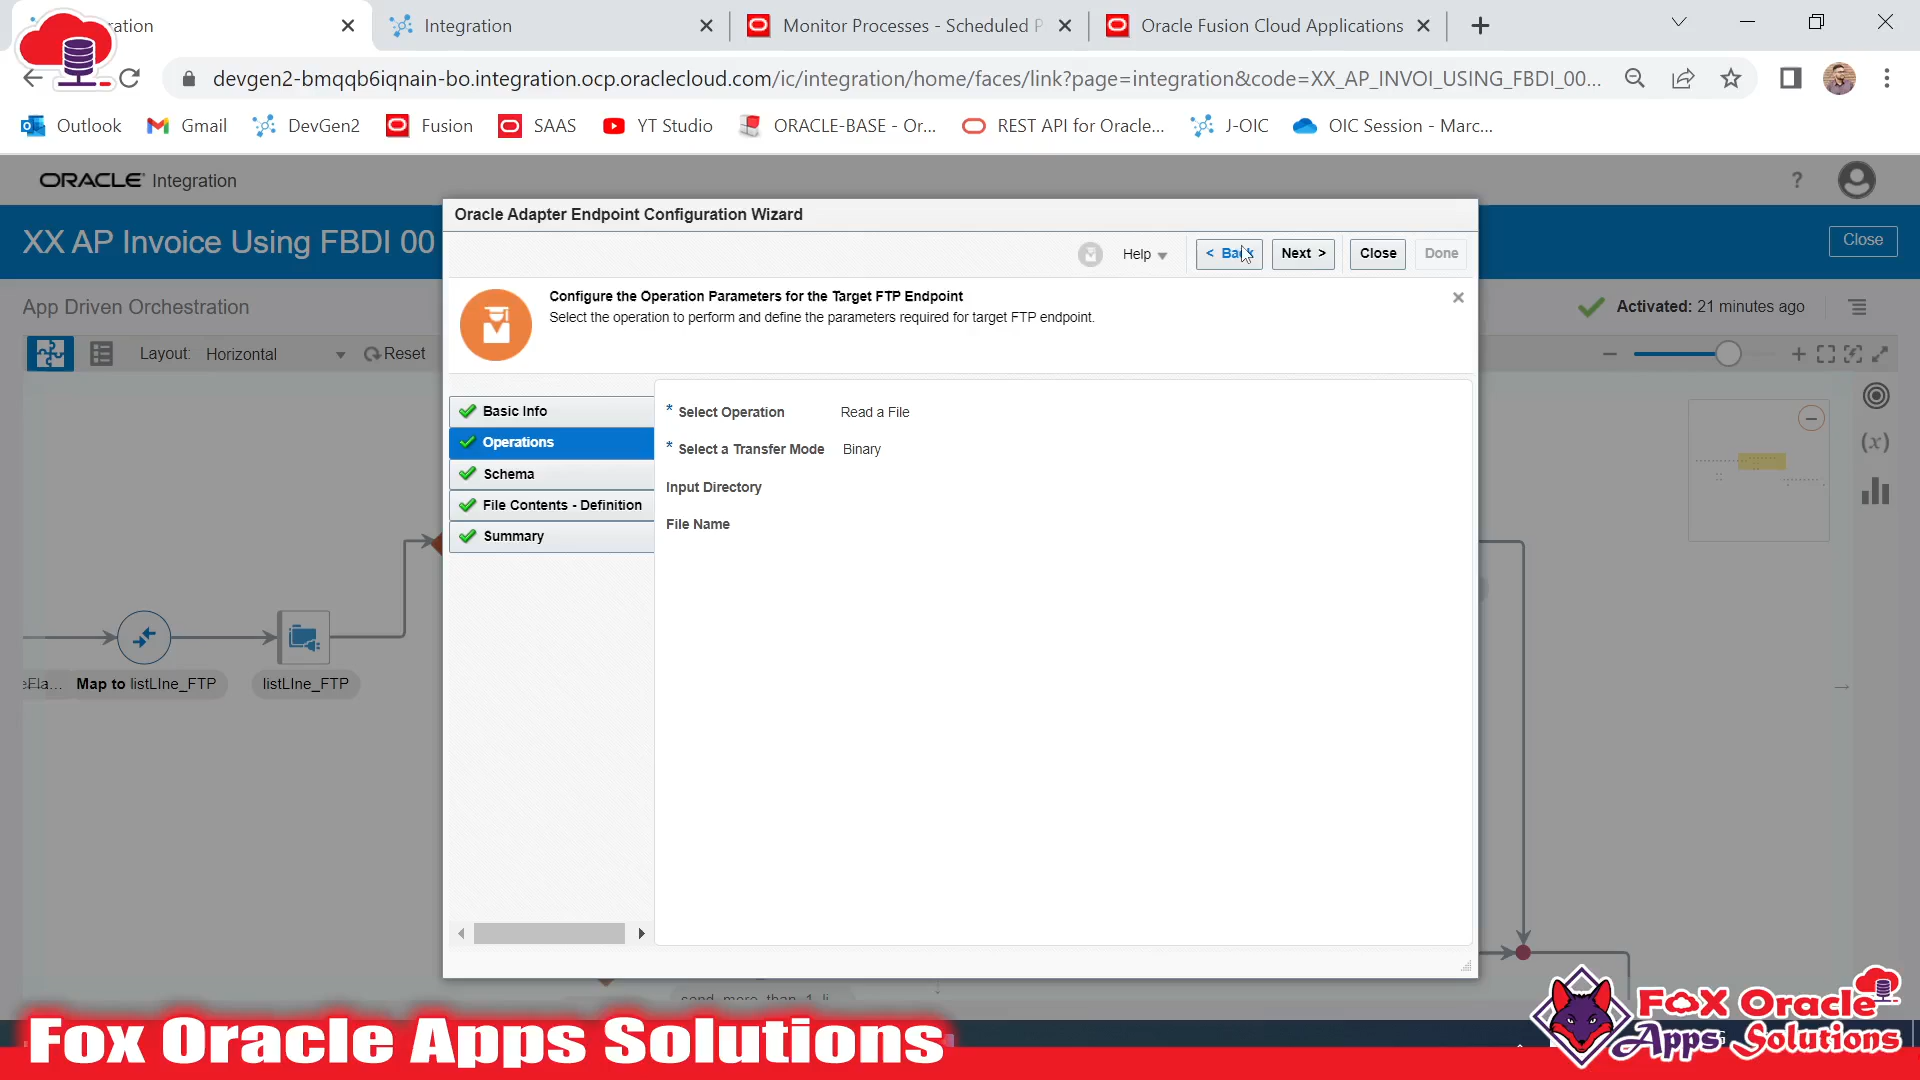 ration
Integration
Monitor Processes - Scheduled P
Oracle Fusion Cloud Applications
devgen2-bmqqb6iqnain-bo.integration.ocp.oraclecloud.com/ic/integration/home/faces/link?page=integration&code=XX_AP_INVOI_USING_FBDI_00...
Outlook
Gmail
DevGen2
Fusion
SAAS
YT Studio
ORACLE-BASE - Or...
REST API for Oracle...
J-OIC
OIC Session - Marc...
ORACLE Integration
?
XX AP Invoice Using FBDI 00
Close
App Driven Orchestration
Activated: 21 minutes ago
Layout: Horizontal
Reset
Oracle Adapter Endpoint Configuration Wizard
Help
< Back
Next >
Close
Done
Configure the Operation Parameters for the Target FTP Endpoint
Select the operation to perform and define the parameters required for target FTP endpoint.
Basic Info
Operations
Schema
File Contents - Definition
Summary
* Select Operation Read a File
* Select a Transfer Mode Binary
Input Directory
File Name
(x)
eFla...
Map to listLIne_FTP
listLIne_FTP
send more than 1 li
Fox Oracle Apps Solutions
Fox Oracle
Apps Solutions